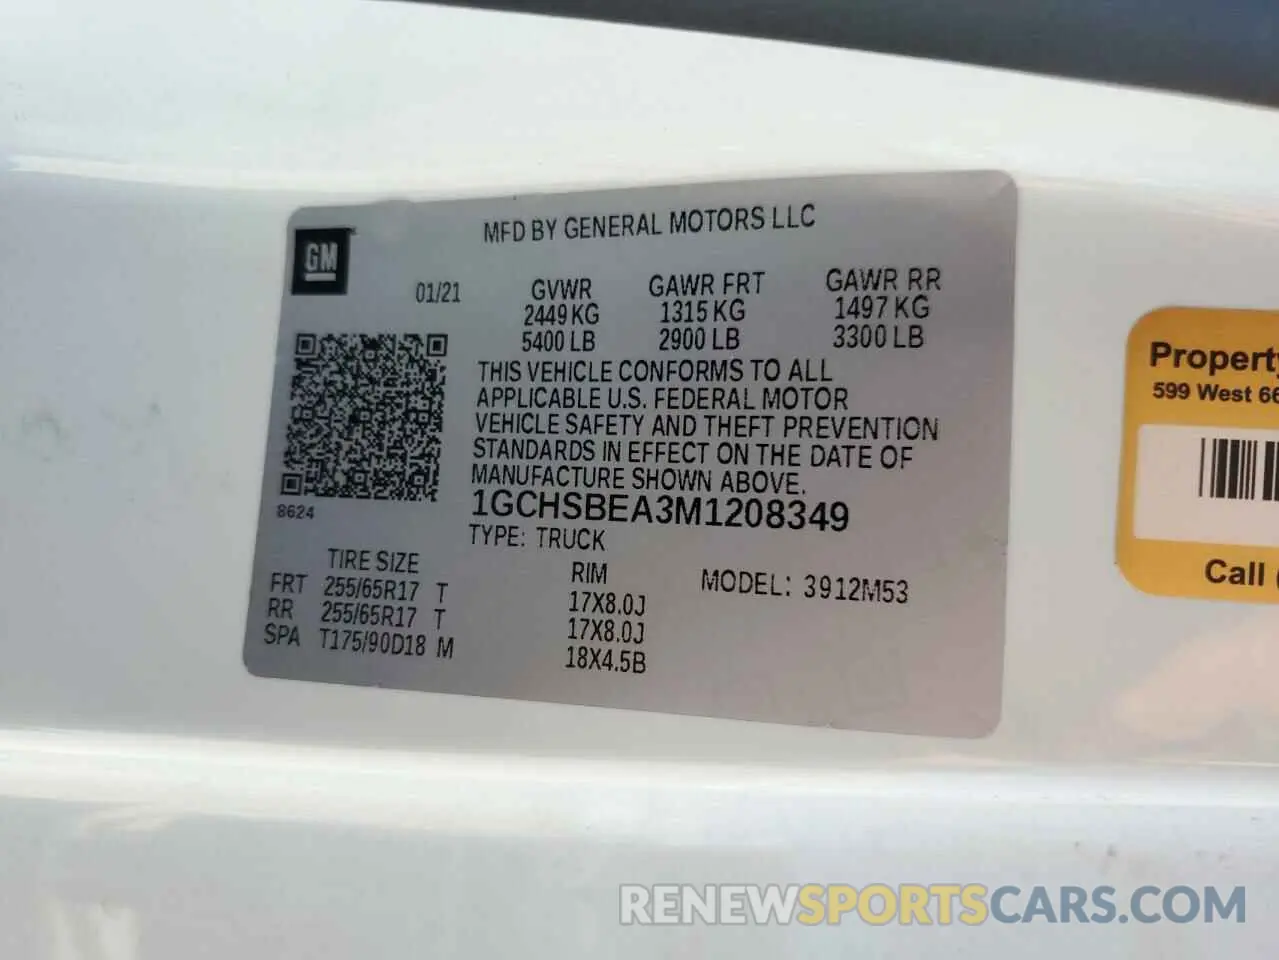 MFD BY GENERAL MOTORS LLC
GM
01/21
GVWR GAWR FRT GAWR RR
2449 KG 1315 KG 1497 KG
5400 LB 2900 LB 3300 LB
THIS VEHICLE CONFORMS TO ALL
APPLICABLE U.S. FEDERAL MOTOR
VEHICLE SAFETY AND THEFT PREVENTION
STANDARDS IN EFFECT ON THE DATE OF
MANUFACTURE SHOWN ABOVE.
8624
1GCHSBEA3M1208349
TYPE: TRUCK
TIRE SIZE RIM MODEL: 3912M53
FRT 255/65R17 T 17X8.0J
RR 255/65R17 T 17X8.0J
SPA T175/90D18 M 18X4.5B
Property
599 West 66
Call
RENEWSPORTSCARS.COM